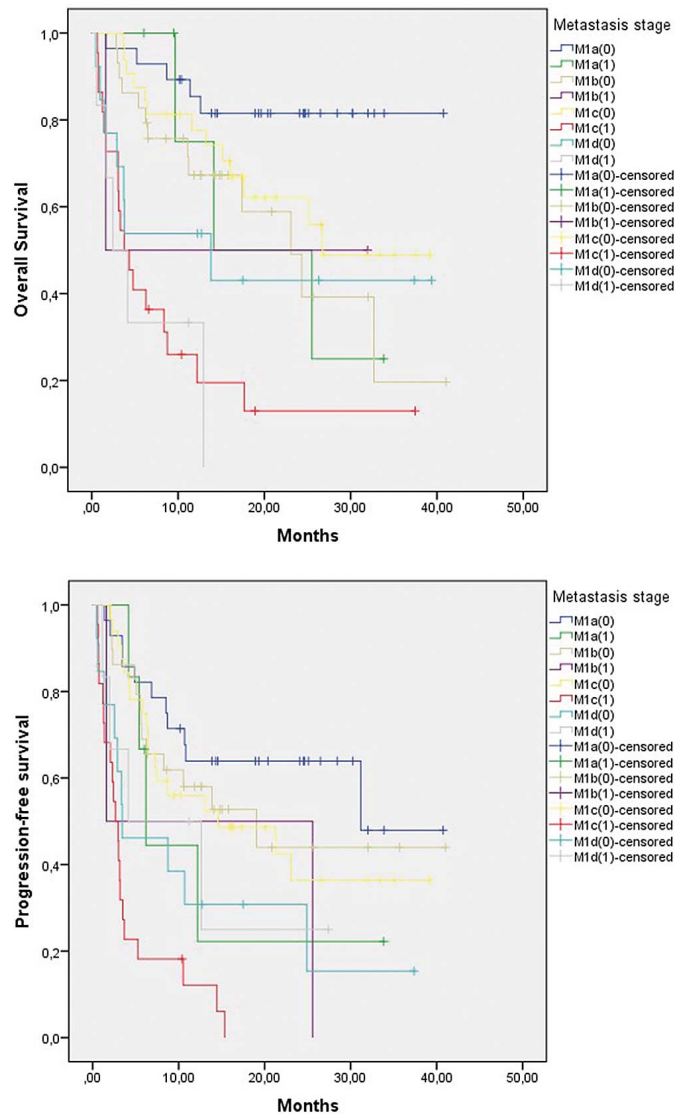 Metastasis stage
M1a(0)
M1a(1)
M1b(0)
M1b(1)
M1c(0)
M1c(1)
M1d(0)
M1d(1)
M1a(0)-censored
M1a(1)-censored
M1b(0)-censored
M1b(1)-censored
M1c(0)-censored
M1c(1)-censored
M1d(0)-censored
M1d(1)-censored
Overall Survival
1,0
0,8
0,6
0,4
0,2
0,0
,00 10,00 20,00 30,00 40,00 50,00
Months
Metastasis stage
M1a(0)
M1a(1)
M1b(0)
M1b(1)
M1c(0)
M1c(1)
M1d(0)
M1d(1)
M1a(0)-censored
M1a(1)-censored
M1b(0)-censored
M1b(1)-censored
M1c(0)-censored
M1c(1)-censored
M1d(0)-censored
M1d(1)-censored
Progression-free survival
1,0
0,8
0,6
0,4
0,2
0,0
,00 10,00 20,00 30,00 40,00 50,00
Months